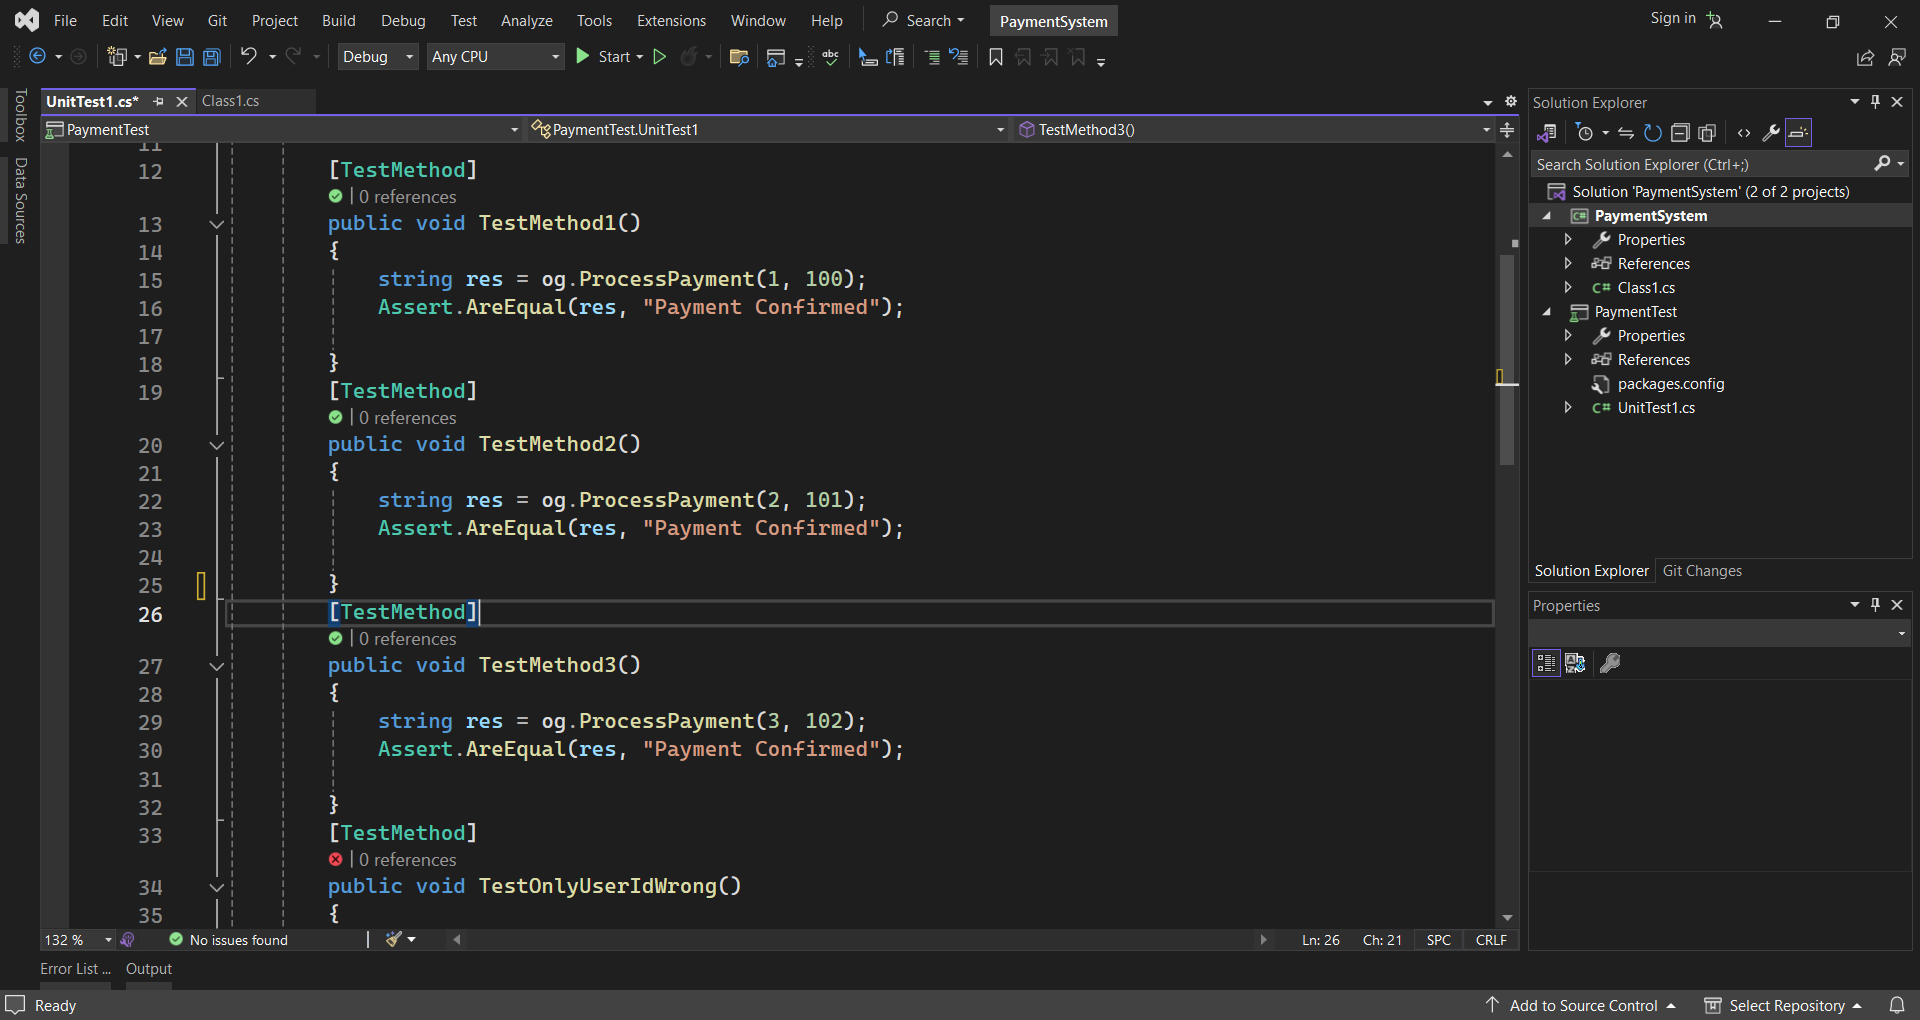 File Edit View Git Project Build Debug Test Analyze Tools Extensions Window Help Search PaymentSystem Sign in
Debug Any CPU Start
Toolbox
Data Sources
UnitTest1.cs* Class1.cs
PaymentTest PaymentTest.UnitTest1 TestMethod3()
11
12 [TestMethod]
0 references
13 public void TestMethod1()
14 {
15 string res = og.ProcessPayment(1, 100);
16 Assert.AreEqual(res, "Payment Confirmed");
17
18 }
19 [TestMethod]
0 references
20 public void TestMethod2()
21 {
22 string res = og.ProcessPayment(2, 101);
23 Assert.AreEqual(res, "Payment Confirmed");
24
25 }
26 [TestMethod]
0 references
27 public void TestMethod3()
28 {
29 string res = og.ProcessPayment(3, 102);
30 Assert.AreEqual(res, "Payment Confirmed");
31
32 }
33 [TestMethod]
0 references
34 public void TestOnlyUserIdWrong()
35 {
132 % No issues found Ln: 26 Ch: 21 SPC CRLF
Error List ... Output
Solution Explorer
Search Solution Explorer (Ctrl+;)
Solution 'PaymentSystem' (2 of 2 projects)
C# PaymentSystem
Properties
References
C# Class1.cs
PaymentTest
Properties
References
packages.config
C# UnitTest1.cs
Solution Explorer Git Changes
Properties
Ready Add to Source Control Select Repository